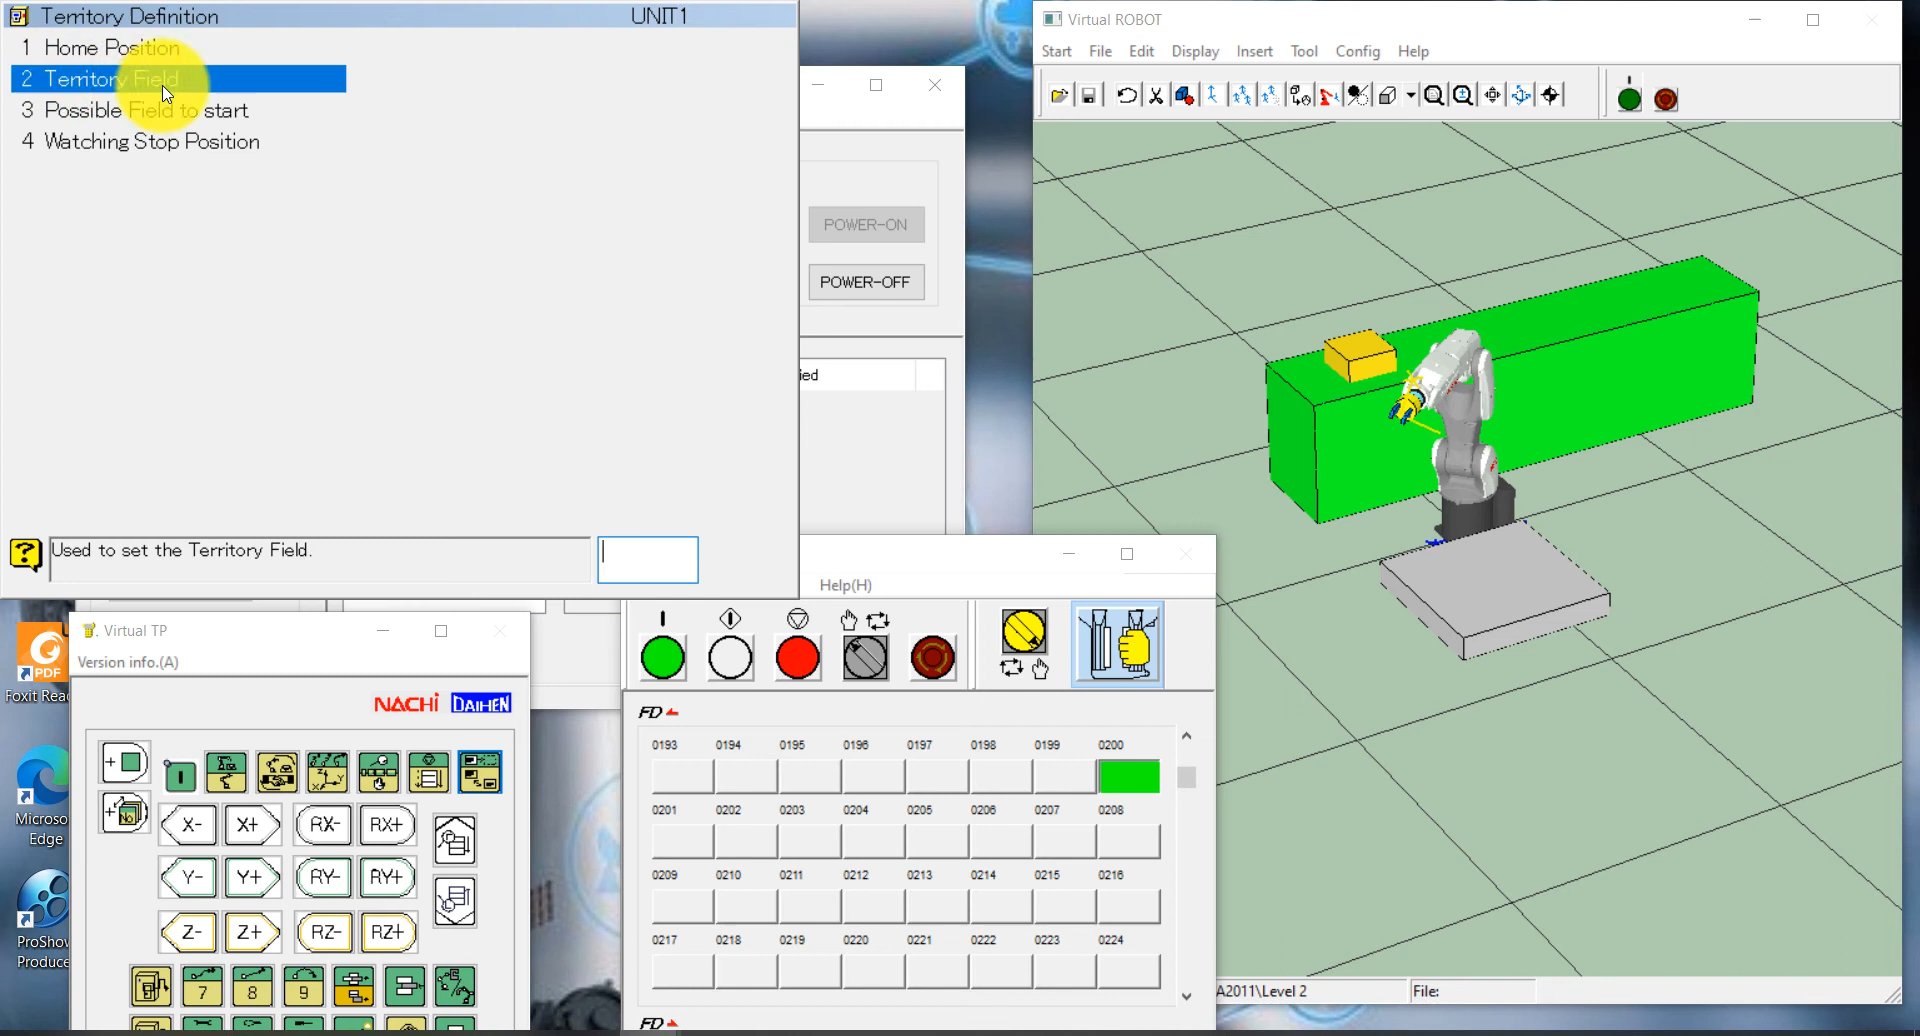 Territory Definition UNIT1
1 Home Position
2 Territory Field
3 Possible Field to start
4 Watching Stop Position
Used to set the Territory Field.
POWER-ON
POWER-OFF
ied
Virtual ROBOT
Start File Edit Display Insert Tool Config Help
A2011\Level 2 File:
Help(H)
FD
0193 0194 0195 0196 0197 0198 0199 0200
0201 0202 0203 0204 0205 0206 0207 0208
0209 0210 0211 0212 0213 0214 0215 0216
0217 0218 0219 0220 0221 0222 0223 0224
FD
Virtual TP
Version info.(A)
NACHi DAIHEN
X- X+ RX- RX+
Y- Y+ RY- RY+
Z- Z+ RZ- RZ+
7 8 9
PDF
Foxit Read
Microso
Edge
ProShow
Produce